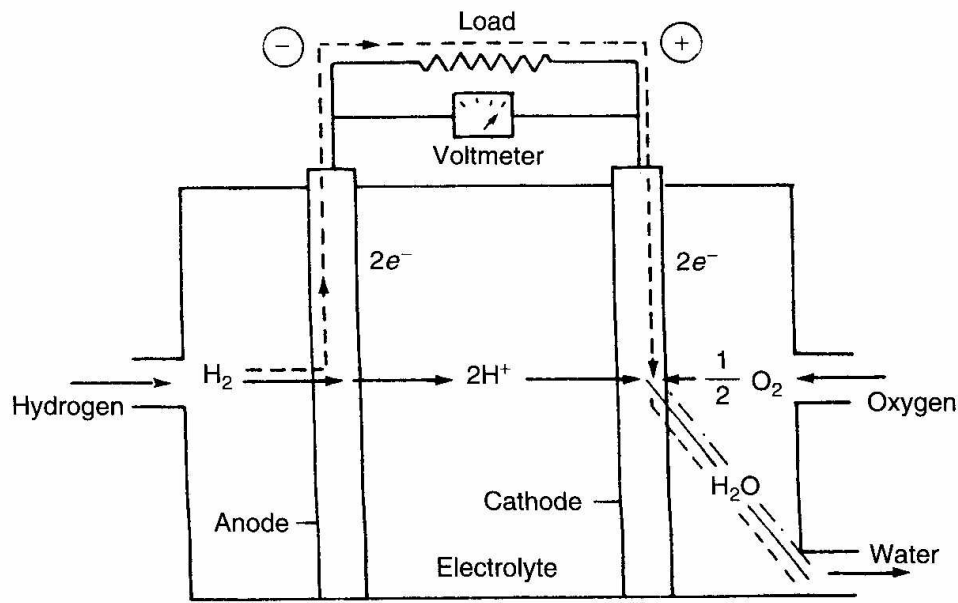 Load
−
+
Voltmeter
2e⁻
2e⁻
H₂
2H⁺
1/2 O₂
Hydrogen
Oxygen
H₂O
Cathode
Anode
Water
Electrolyte